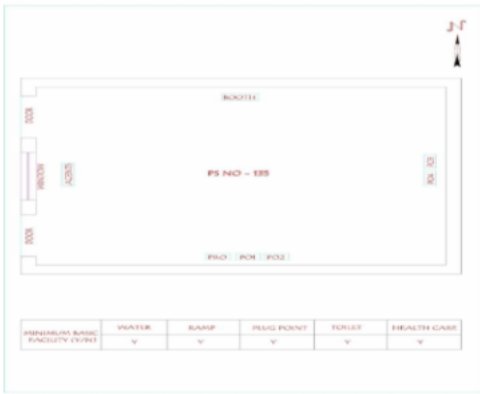 N
BOOTH
DOOR
WINDOW
AGENTS
PS NO - 185
DOOR
PRO PO1 PO2
MINIMUM BASIC FACILITY (Y/N) WATER RAMP PLUG POINT TOILET HEALTH CARE
Y Y Y Y Y